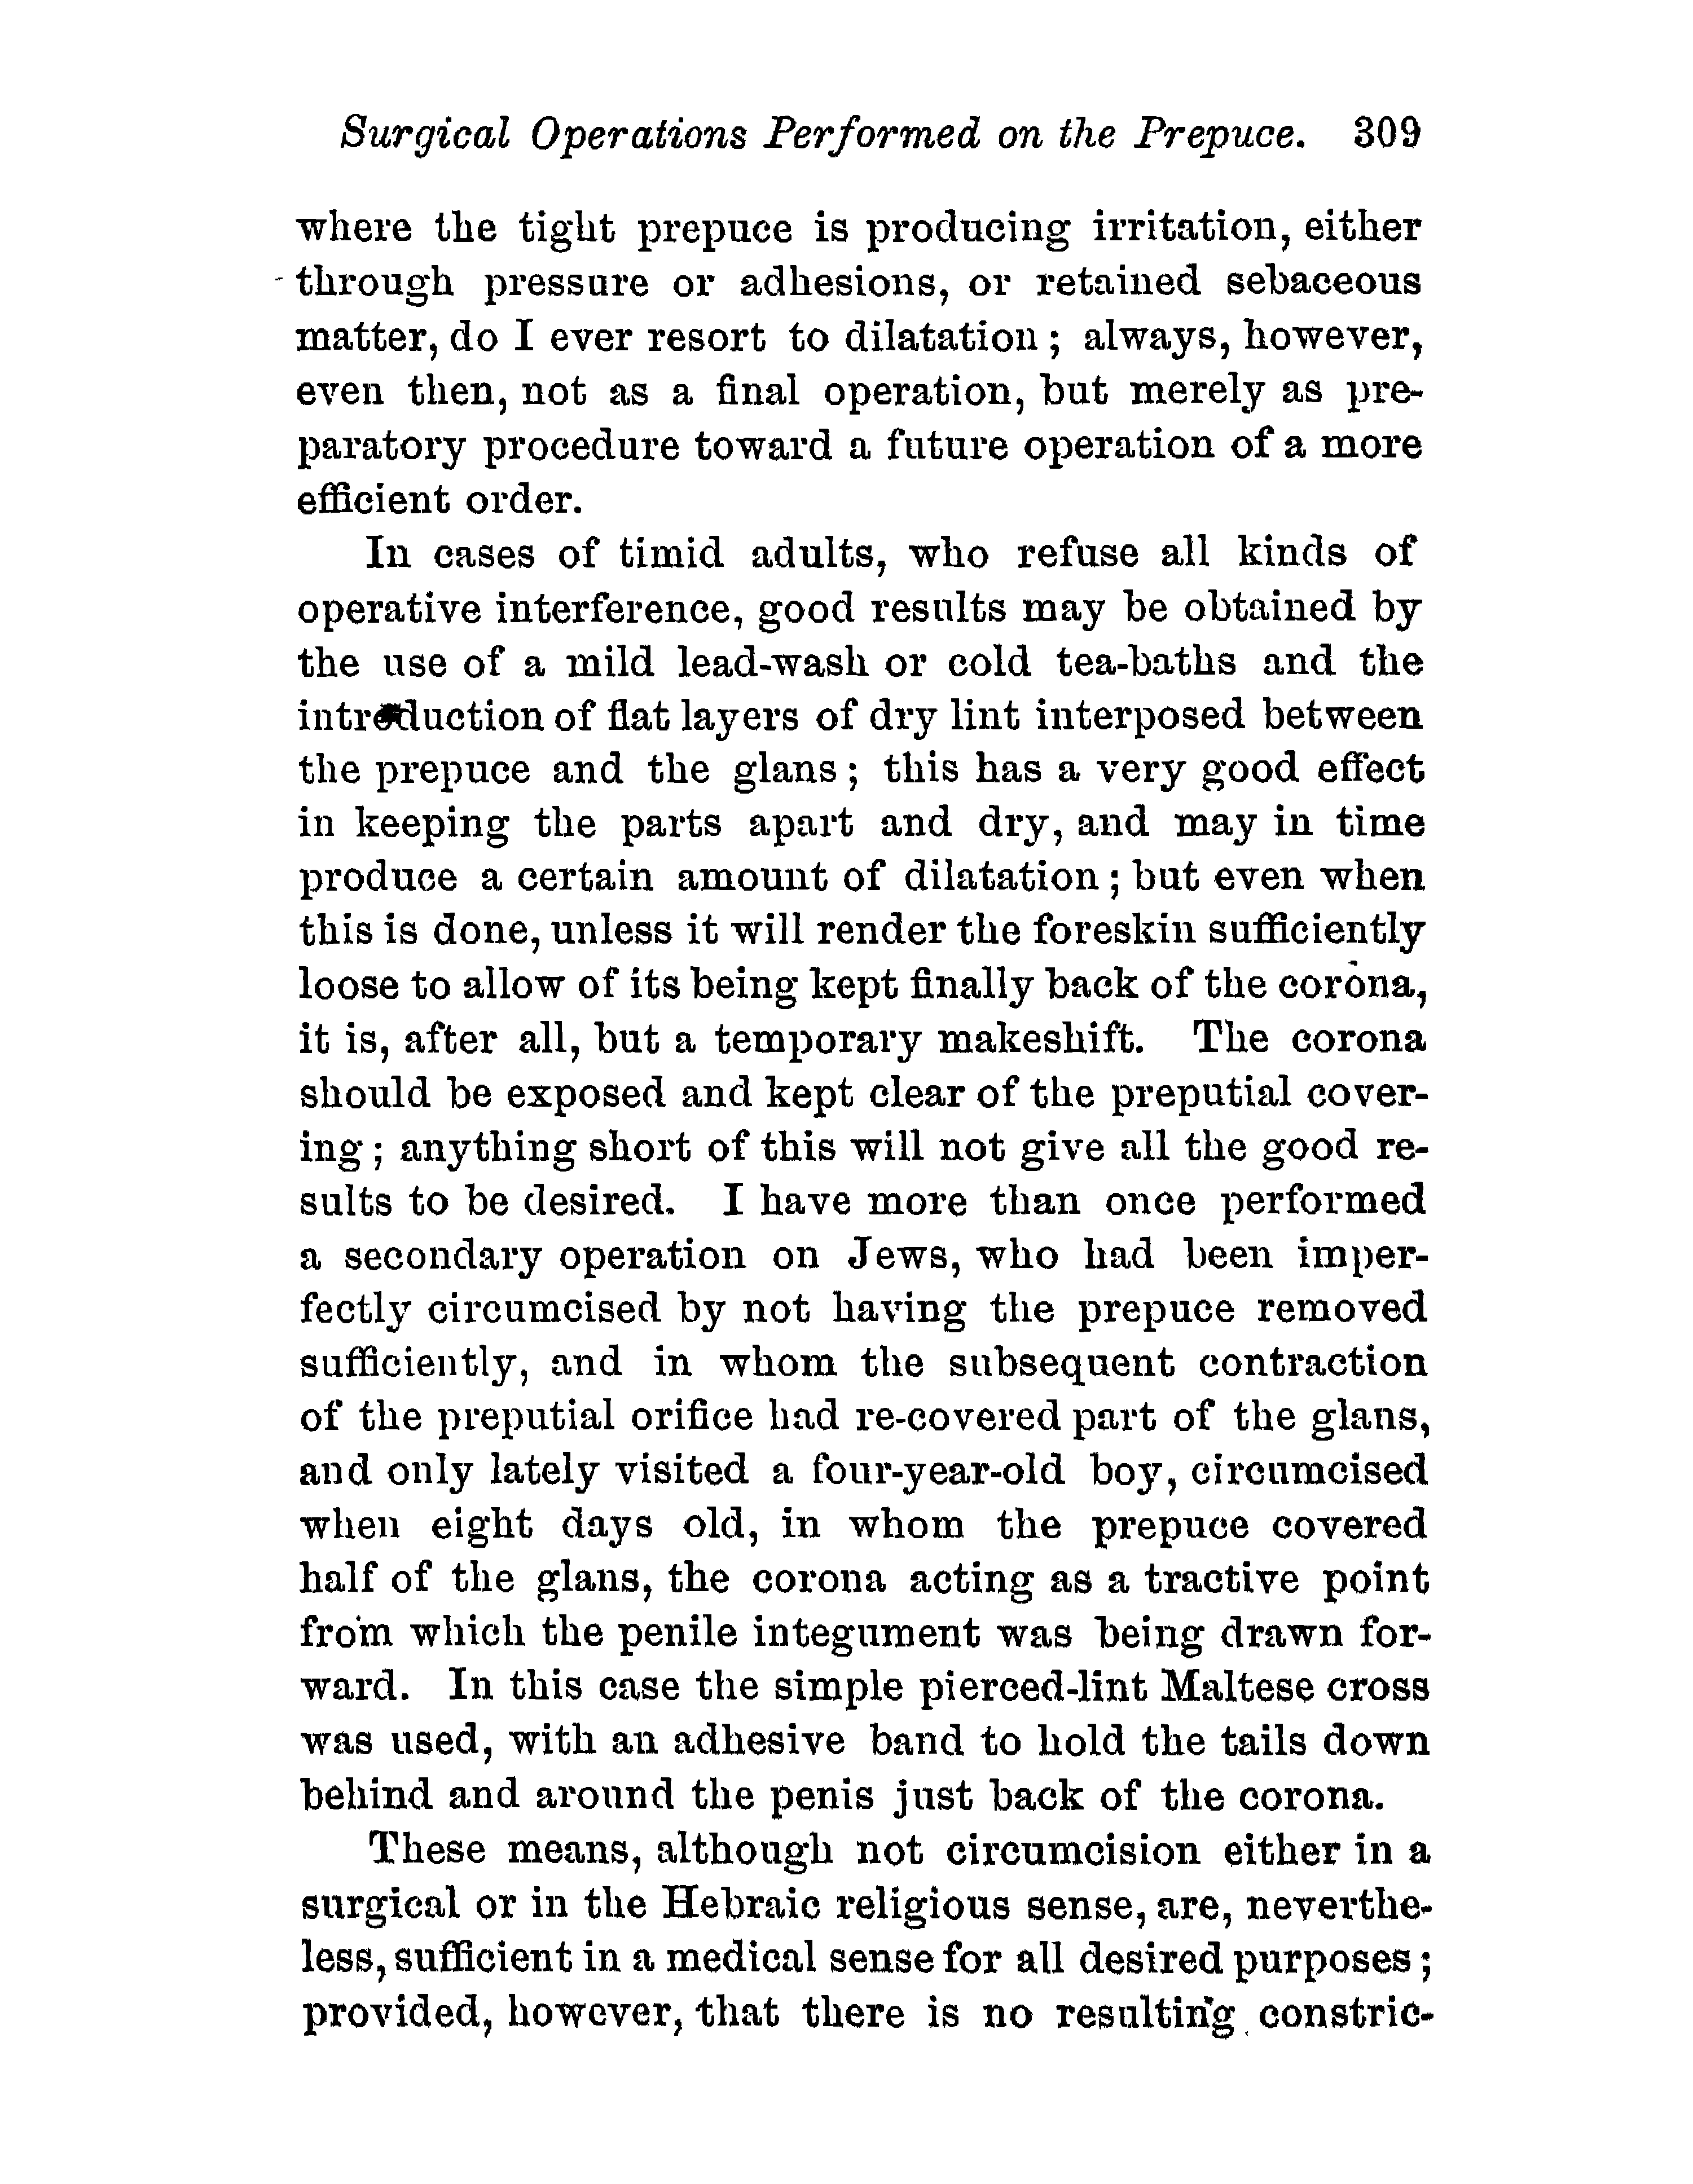 Surgical Operations Performed on the Prepuce. 309
where the tight prepuce is producing irritation, either
through pressure or adhesions, or retained sebaceous
matter, do I ever resort to dilatation; always, however,
even then, not as a final operation, but merely as pre-
paratory procedure toward a future operation of a more
efficient order.
In cases of timid adults, who refuse all kinds of
operative interference, good results may be obtained by
the use of a mild lead-wash or cold tea-baths and the
introduction of flat layers of dry lint interposed between
the prepuce and the glans; this has a very good effect
in keeping the parts apart and dry, and may in time
produce a certain amount of dilatation; but even when
this is done, unless it will render the foreskin sufficiently
loose to allow of its being kept finally back of the corona,
it is, after all, but a temporary makeshift. The corona
should be exposed and kept clear of the preputial cover-
ing; anything short of this will not give all the good re-
sults to be desired. I have more than once performed
a secondary operation on Jews, who had been imper-
fectly circumcised by not having the prepuce removed
sufficiently, and in whom the subsequent contraction
of the preputial orifice had re-covered part of the glans,
and only lately visited a four-year-old boy, circumcised
when eight days old, in whom the prepuce covered
half of the glans, the corona acting as a tractive point
from which the penile integument was being drawn for-
ward. In this case the simple pierced-lint Maltese cross
was used, with an adhesive band to hold the tails down
behind and around the penis just back of the corona.
These means, although not circumcision either in a
surgical or in the Hebraic religious sense, are, neverthe-
less, sufficient in a medical sense for all desired purposes;
provided, however, that there is no resulting constric-